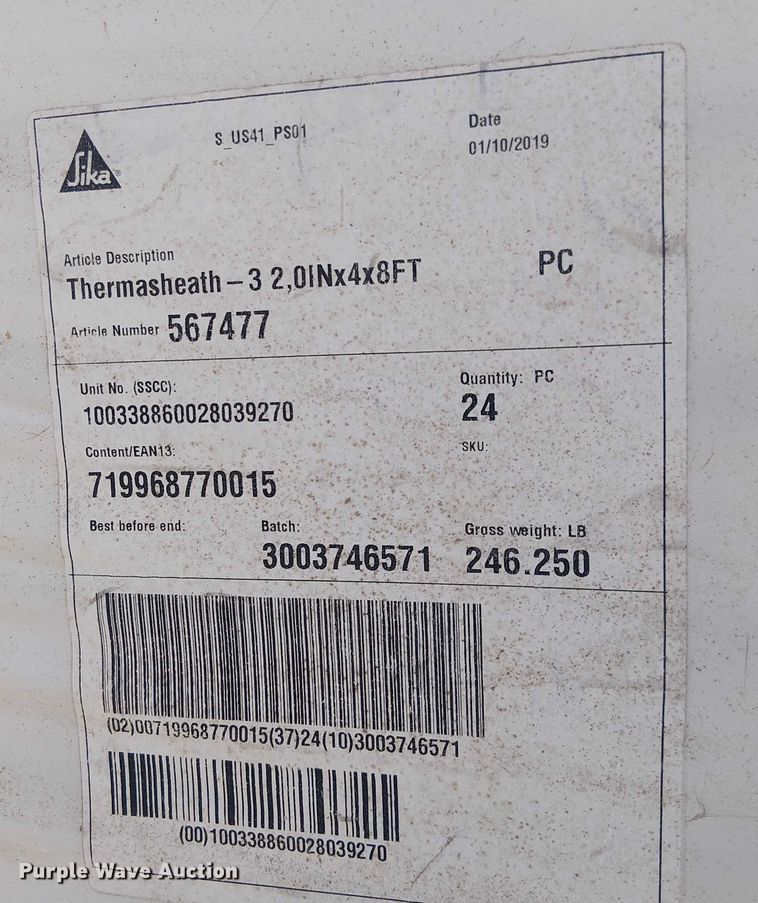 Sika
S_US41_PS01
Date
01/10/2019
Article Description
Thermasheath – 3 2,0INx4x8FT
PC
Article Number 567477
Unit No. (SSCC):
100338860028039270
Quantity: PC
24
Content/EAN13:
719968770015
SKU:
Best before end:
Batch:
3003746571
Gross weight: LB
246.250
(02)00719968770015(37)24(10)3003746571
(00)100338860028039270
Purple Wave Auction